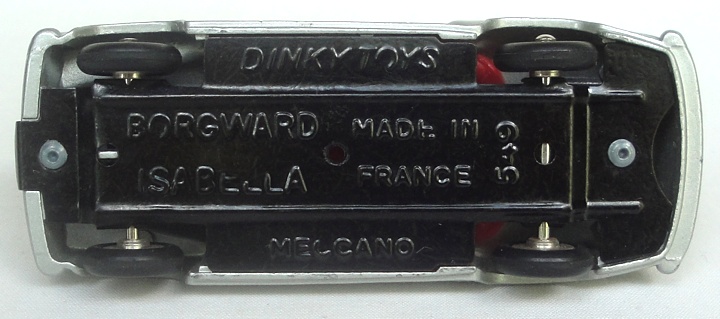 DINKY TOYS
BORGWARD
ISABELLA
MADE IN
FRANCE
549
MECCANO